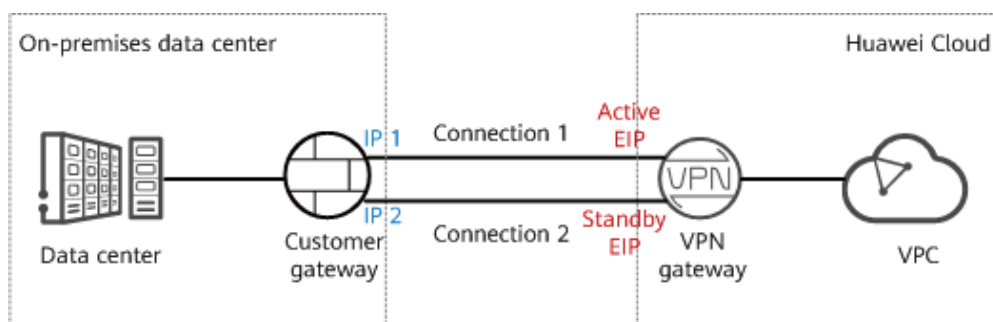 On-premises data center
Huawei Cloud
Active
EIP
IP 1
Connection 1
VPN
IP 2
Connection 2
Standby
EIP
Data center
Customer
gateway
VPN
gateway
VPC